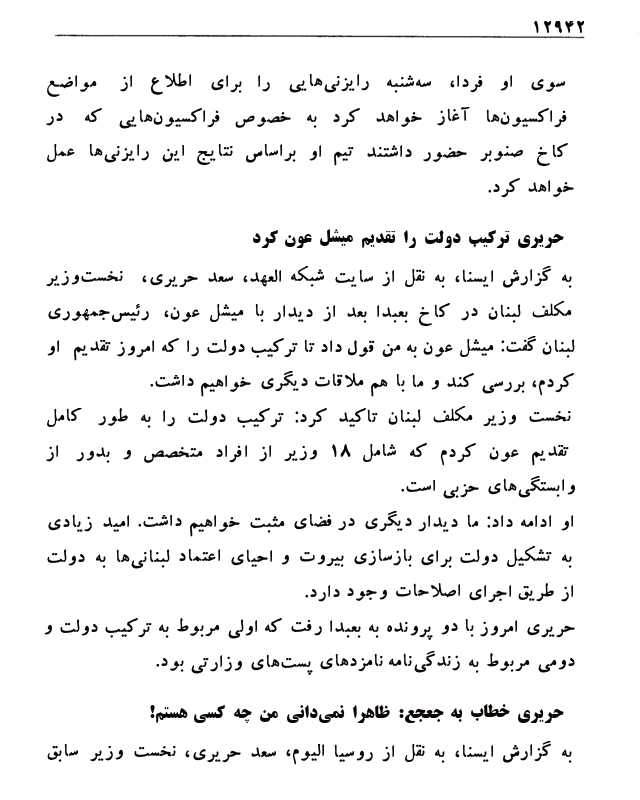 ۱۲۹۴۲
سوی او فردا، سه‌شنبه رایزنی‌هایی را برای اطلاع از مواضع
فراکسیون‌ها آغاز خواهد کرد به خصوص فراکسیون‌هایی که در
کاخ صنوبر حضور داشتند تیم او براساس نتایج این رایزنی‌ها عمل
خواهد کرد.
حریری ترکیب دولت را تقدیم میشل عون کرد
به گزارش ایسنا، به نقل از سایت شبکه العهد، سعد حریری، نخست‌وزیر
مکلف لبنان در کاخ بعبدا بعد از دیدار با میشل عون، رئیس‌جمهوری
لبنان گفت: میشل عون به من قول داد تا ترکیب دولت را که امروز تقدیم او
کردم، بررسی کند و ما با هم ملاقات دیگری خواهیم داشت.
نخست وزیر مکلف لبنان تاکید کرد: ترکیب دولت را به طور کامل
تقدیم عون کردم که شامل ۱۸ وزیر از افراد متخصص و بدور از
وابستگی‌های حزبی است.
او ادامه داد: ما دیدار دیگری در فضای مثبت خواهیم داشت. امید زیادی
به تشکیل دولت برای بازسازی بیروت و احیای اعتماد لبنانی‌ها به دولت
از طریق اجرای اصلاحات وجود دارد.
حریری امروز با دو پرونده به بعبدا رفت که اولی مربوط به ترکیب دولت و
دومی مربوط به زندگی‌نامه نامزدهای پست‌های وزارتی بود.
حریری خطاب به جعجع: ظاهرا نمی‌دانی من چه کسی هستم!
به گزارش ایسنا، به نقل از روسیا الیوم، سعد حریری، نخست وزیر سابق